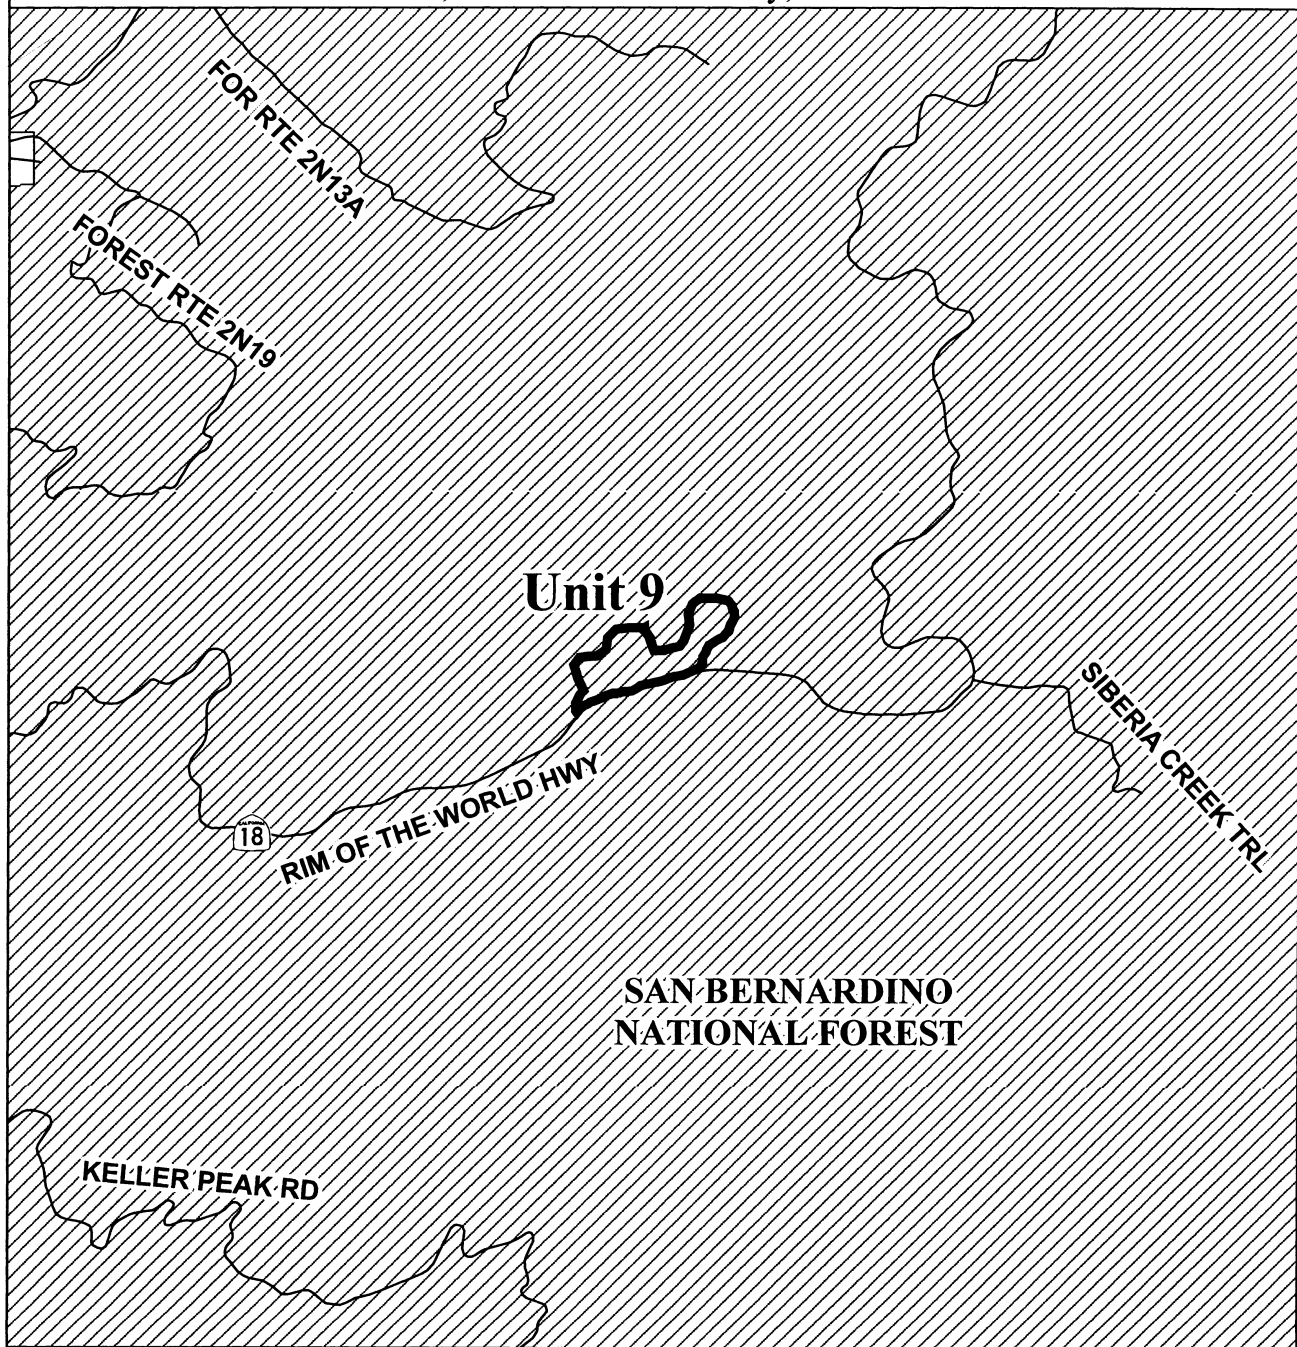 FOR RTE 2N13A
FOREST RTE 2N19
Unit 9
SIBERIA CREEK TRL
RIM OF THE WORLD HWY
CALIFORNIA
18
SAN BERNARDINO
NATIONAL FOREST
KELLER PEAK RD